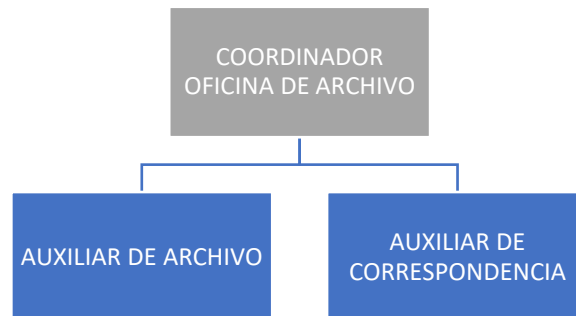 COORDINADOR
OFICINA DE ARCHIVO
AUXILIAR DE ARCHIVO
AUXILIAR DE
CORRESPONDENCIA